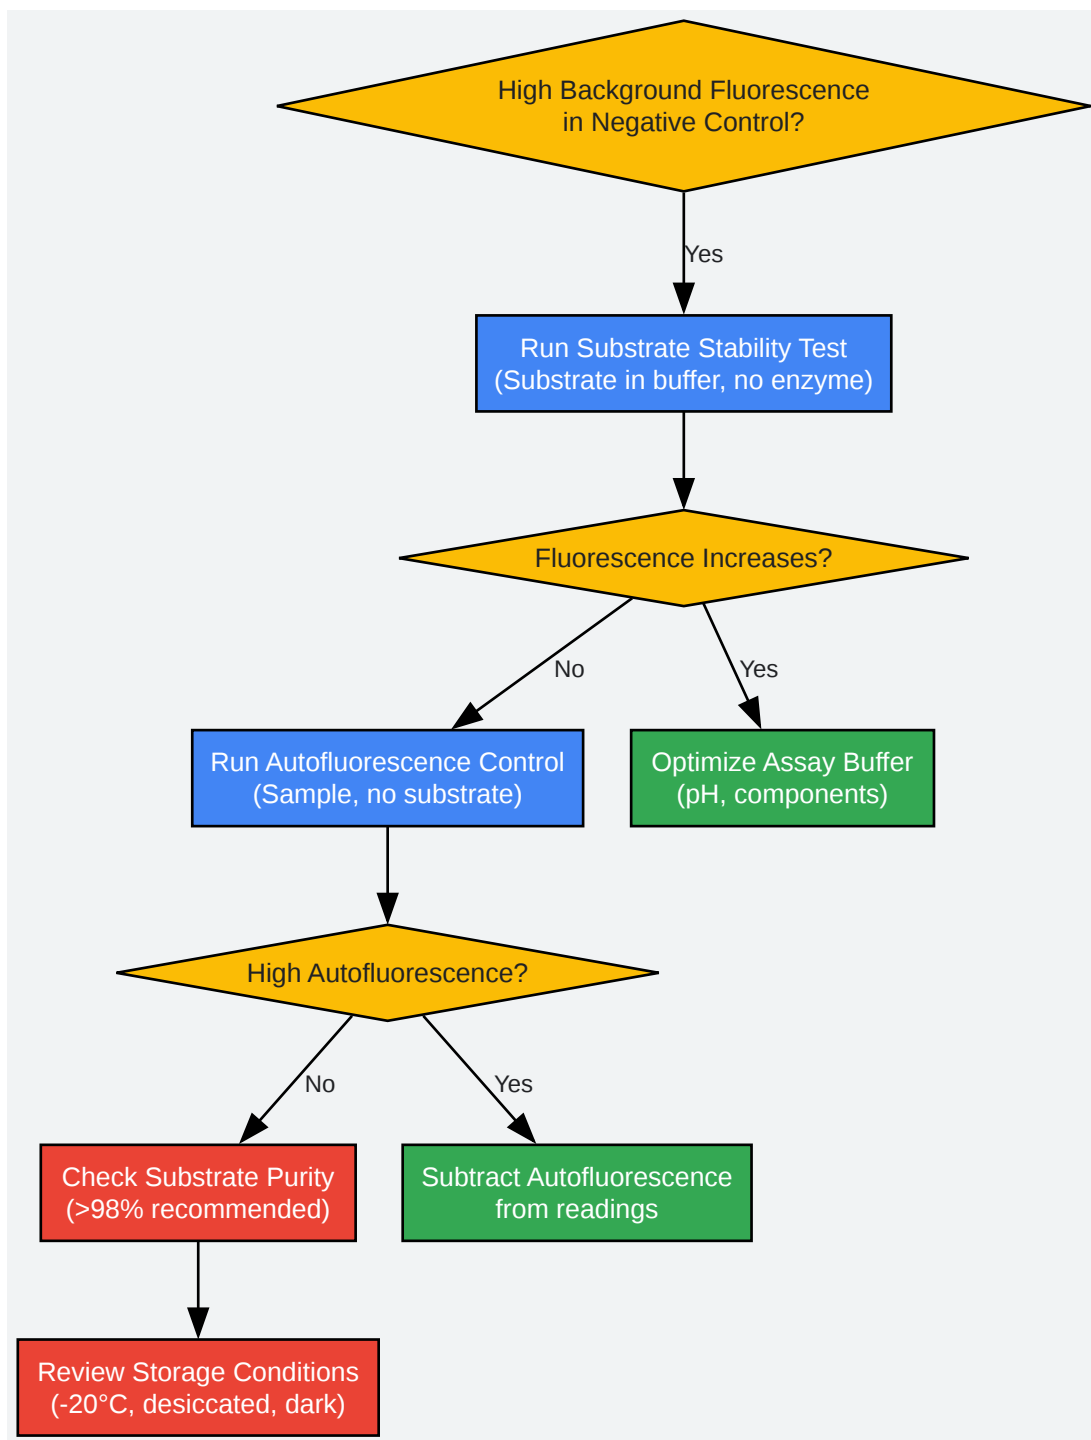 High Background Fluorescence
in Negative Control?
Yes
Run Substrate Stability Test
(Substrate in buffer, no enzyme)
Fluorescence Increases?
No
Yes
Run Autofluorescence Control
(Sample, no substrate)
Optimize Assay Buffer
(pH, components)
High Autofluorescence?
No
Yes
Check Substrate Purity
(>98% recommended)
Subtract Autofluorescence
from readings
Review Storage Conditions
(-20°C, desiccated, dark)